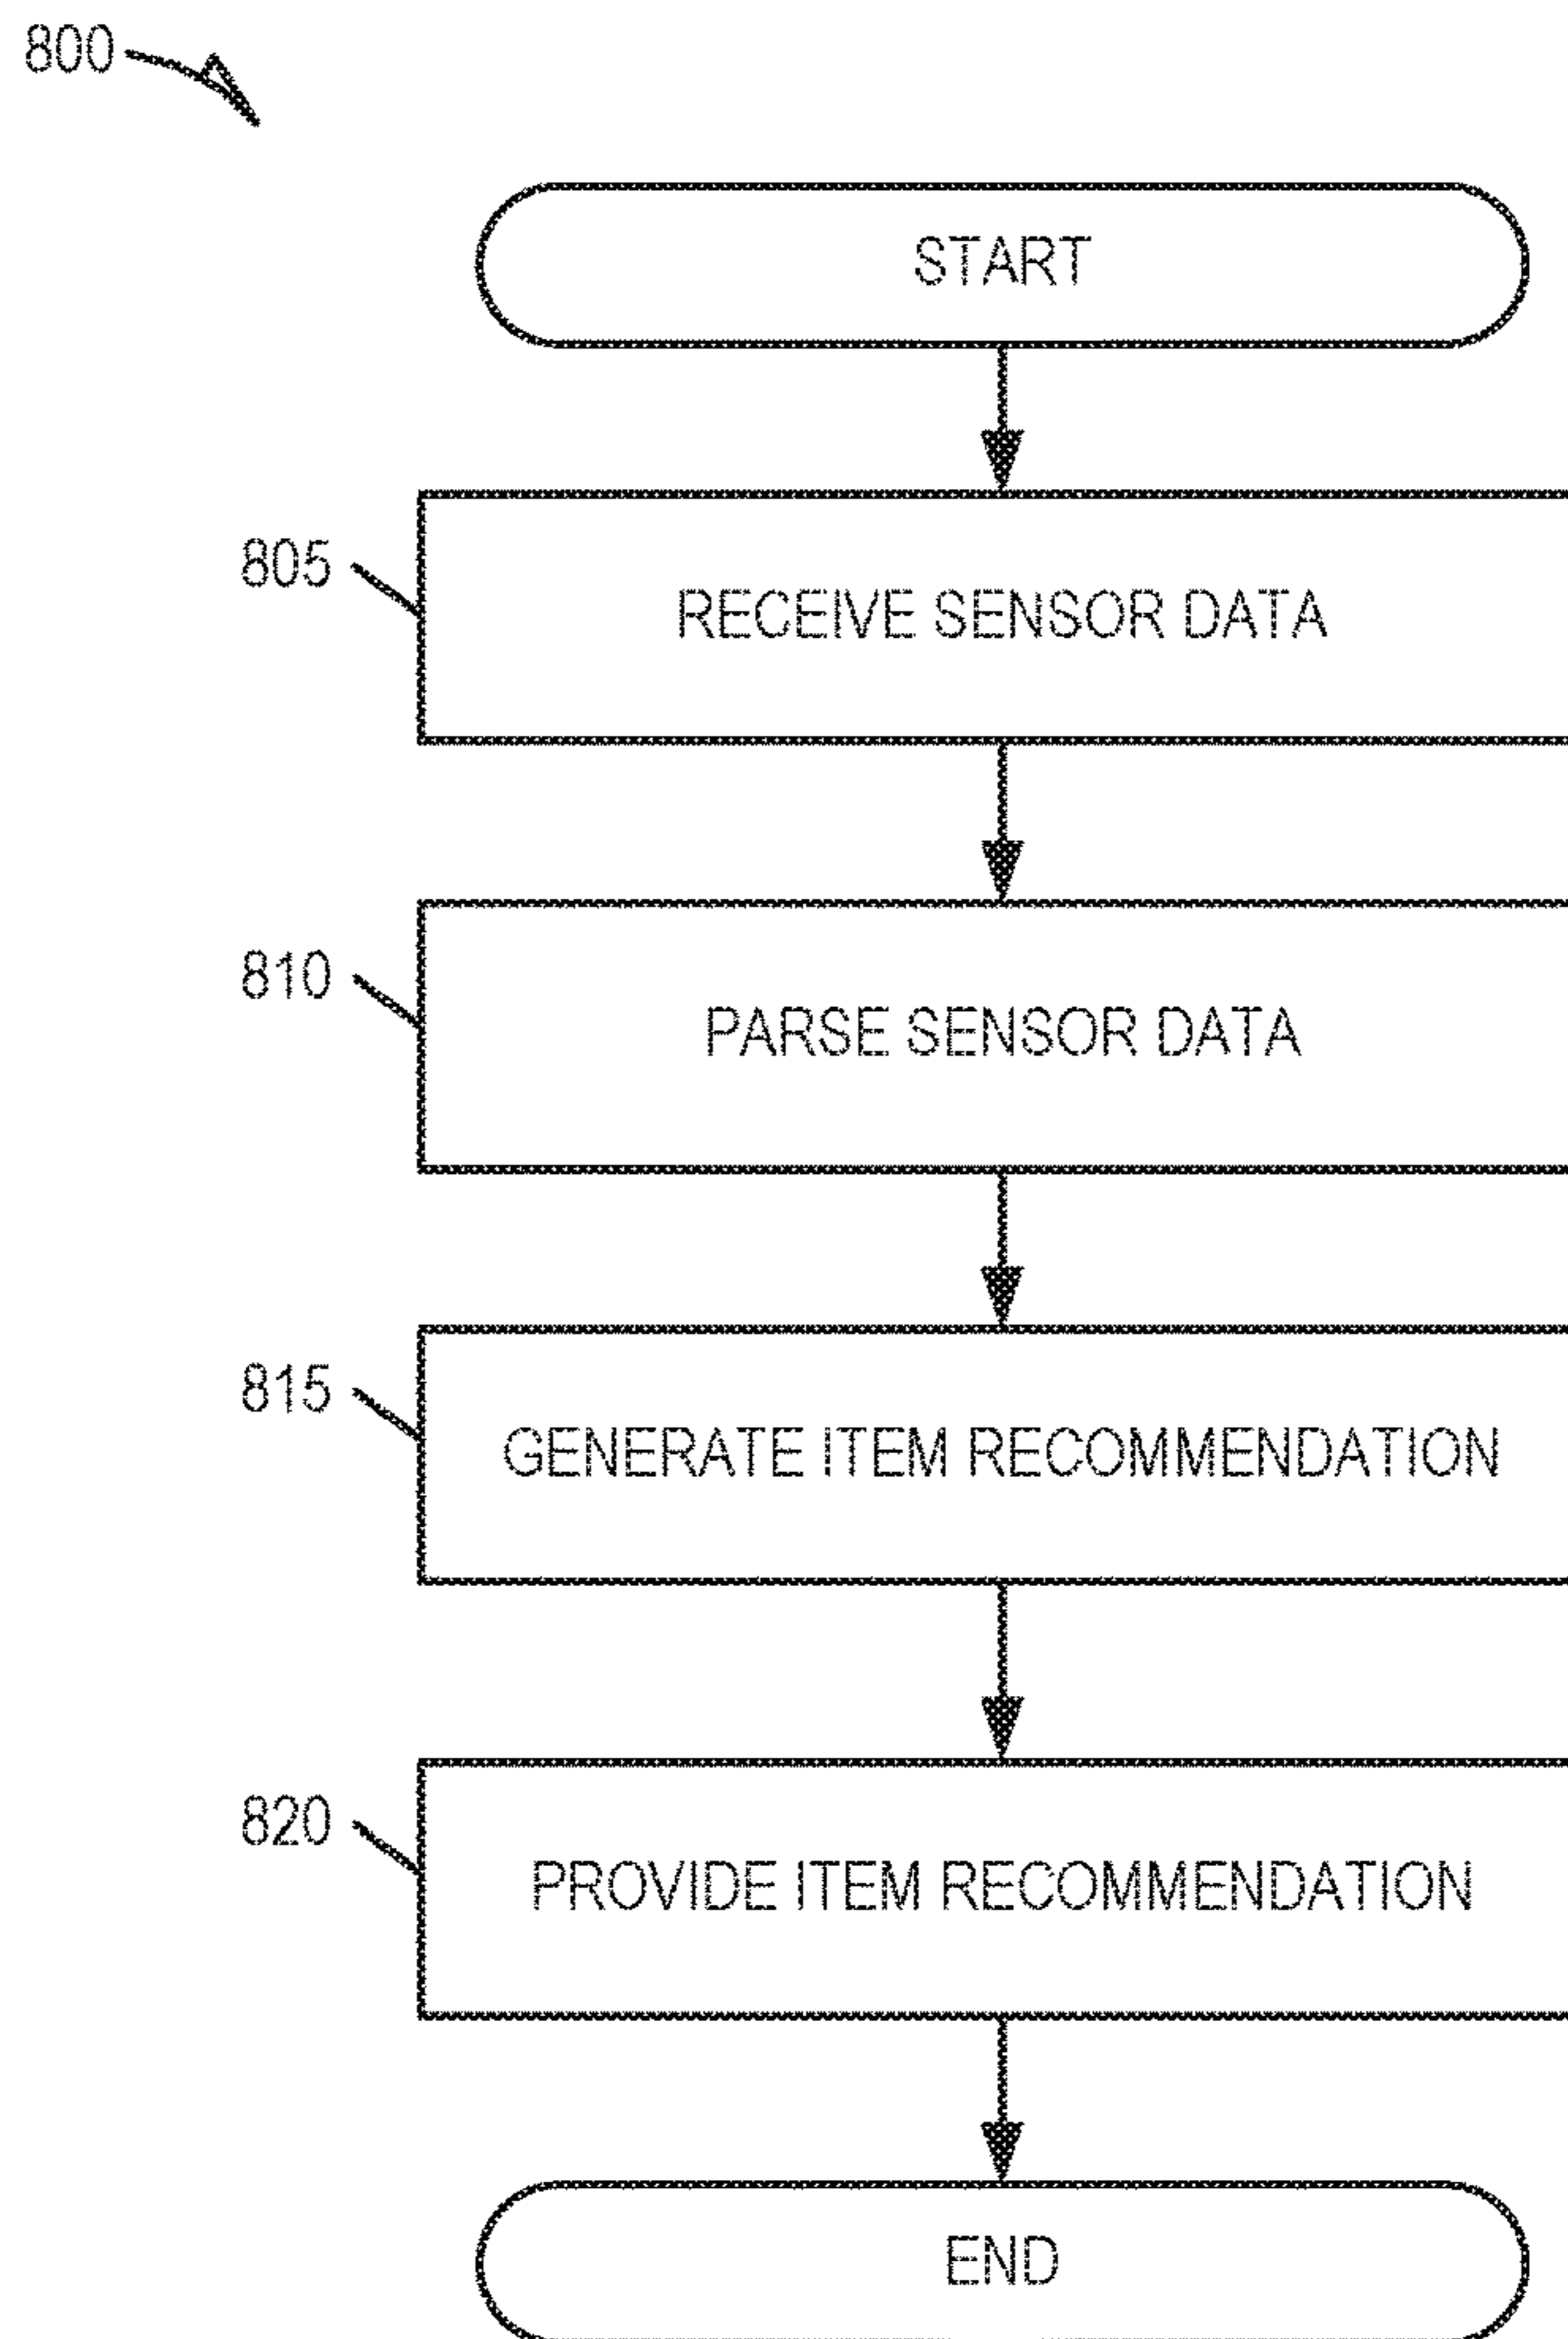 800
START
805
RECEIVE SENSOR DATA
810
PARSE SENSOR DATA
815
GENERATE ITEM RECOMMENDATION
820
PROVIDE ITEM RECOMMENDATION
END